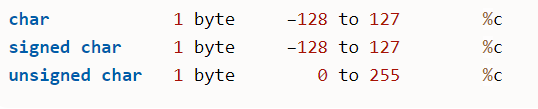 char 1 byte –128 to 127 %c
signed char 1 byte –128 to 127 %c
unsigned char 1 byte 0 to 255 %c